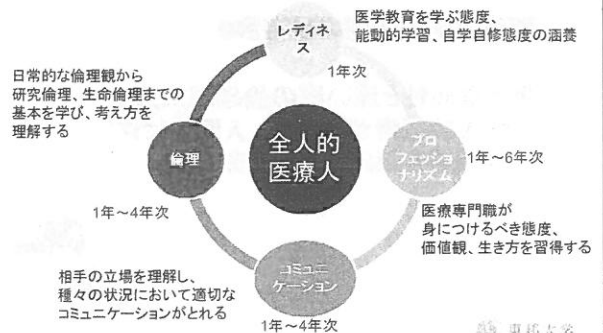 レディネ
ス
1年次
医学教育を学ぶ態度、
能動的学習、自学自修態度の涵養
日常的な倫理観から
研究倫理、生命倫理までの
基本を学び、考え方を
理解する
倫理
1年～4年次
全人的
医療人
プロ
フェッショ
ナリズム
1年～6年次
医療専門職が
身につけるべき態度、
価値観、生き方を習得する
コミュニ
ケーション
1年～4年次
相手の立場を理解し、
種々の状況において適切な
コミュニケーションがとれる